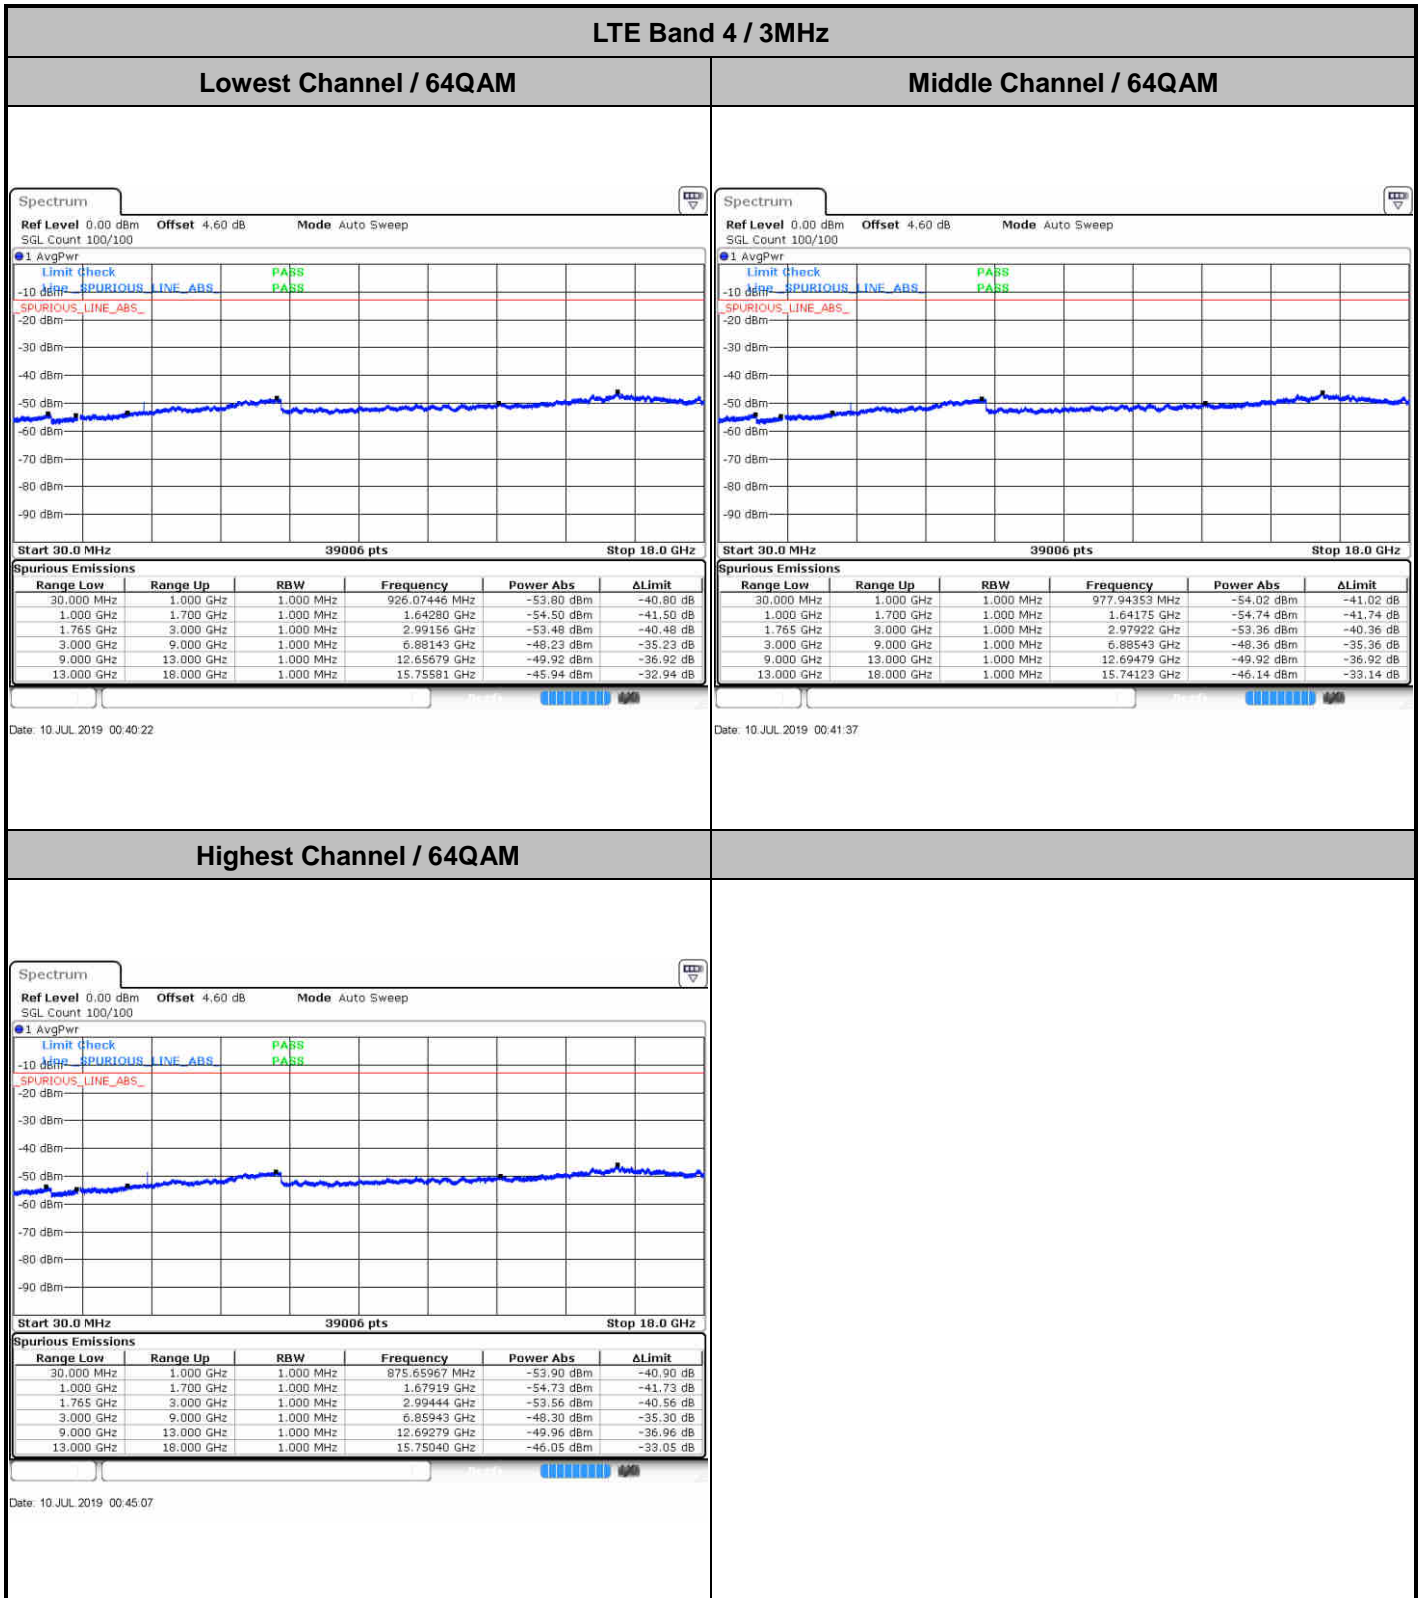 LTE Band 4 / 3MHz
Lowest Channel / 64QAM
Middle Channel / 64QAM
Spectrum
Ref Level 0.00 dBm Offset 4.60 dB Mode Auto Sweep
SGL Count 100/100
1 AvgPwr
Limit Check PASS
Line _SPURIOUS_LINE_ABS_ PASS
-10 dBm
_SPURIOUS_LINE_ABS_
-20 dBm
-30 dBm
-40 dBm
-50 dBm
-60 dBm
-70 dBm
-80 dBm
-90 dBm
Start 30.0 MHz 39006 pts Stop 18.0 GHz
Spurious Emissions
Range Low Range Up RBW Frequency Power Abs ΔLimit
30.000 MHz 1.000 GHz 1.000 MHz 926.07446 MHz -53.80 dBm -40.80 dB
1.000 GHz 1.700 GHz 1.000 MHz 1.64280 GHz -54.50 dBm -41.50 dB
1.765 GHz 3.000 GHz 1.000 MHz 2.99156 GHz -53.48 dBm -40.48 dB
3.000 GHz 9.000 GHz 1.000 MHz 6.88143 GHz -48.23 dBm -35.23 dB
9.000 GHz 13.000 GHz 1.000 MHz 12.65679 GHz -49.92 dBm -36.92 dB
13.000 GHz 18.000 GHz 1.000 MHz 15.75581 GHz -45.94 dBm -32.94 dB
Date: 10.JUL.2019 00:40:22
Spectrum
Ref Level 0.00 dBm Offset 4.60 dB Mode Auto Sweep
SGL Count 100/100
1 AvgPwr
Limit Check PASS
Line _SPURIOUS_LINE_ABS_ PASS
-10 dBm
_SPURIOUS_LINE_ABS_
-20 dBm
-30 dBm
-40 dBm
-50 dBm
-60 dBm
-70 dBm
-80 dBm
-90 dBm
Start 30.0 MHz 39006 pts Stop 18.0 GHz
Spurious Emissions
Range Low Range Up RBW Frequency Power Abs ΔLimit
30.000 MHz 1.000 GHz 1.000 MHz 977.94353 MHz -54.02 dBm -41.02 dB
1.000 GHz 1.700 GHz 1.000 MHz 1.64175 GHz -54.74 dBm -41.74 dB
1.765 GHz 3.000 GHz 1.000 MHz 2.97922 GHz -53.36 dBm -40.36 dB
3.000 GHz 9.000 GHz 1.000 MHz 6.88543 GHz -48.36 dBm -35.36 dB
9.000 GHz 13.000 GHz 1.000 MHz 12.69479 GHz -49.92 dBm -36.92 dB
13.000 GHz 18.000 GHz 1.000 MHz 15.74123 GHz -46.14 dBm -33.14 dB
Date: 10.JUL.2019 00:41:37
Highest Channel / 64QAM
Spectrum
Ref Level 0.00 dBm Offset 4.60 dB Mode Auto Sweep
SGL Count 100/100
1 AvgPwr
Limit Check PASS
Line _SPURIOUS_LINE_ABS_ PASS
-10 dBm
_SPURIOUS_LINE_ABS_
-20 dBm
-30 dBm
-40 dBm
-50 dBm
-60 dBm
-70 dBm
-80 dBm
-90 dBm
Start 30.0 MHz 39006 pts Stop 18.0 GHz
Spurious Emissions
Range Low Range Up RBW Frequency Power Abs ΔLimit
30.000 MHz 1.000 GHz 1.000 MHz 875.65967 MHz -53.90 dBm -40.90 dB
1.000 GHz 1.700 GHz 1.000 MHz 1.67919 GHz -54.73 dBm -41.73 dB
1.765 GHz 3.000 GHz 1.000 MHz 2.99444 GHz -53.56 dBm -40.56 dB
3.000 GHz 9.000 GHz 1.000 MHz 6.85943 GHz -48.30 dBm -35.30 dB
9.000 GHz 13.000 GHz 1.000 MHz 12.69279 GHz -49.96 dBm -36.96 dB
13.000 GHz 18.000 GHz 1.000 MHz 15.75040 GHz -46.05 dBm -33.05 dB
Date: 10.JUL.2019 00:45:07